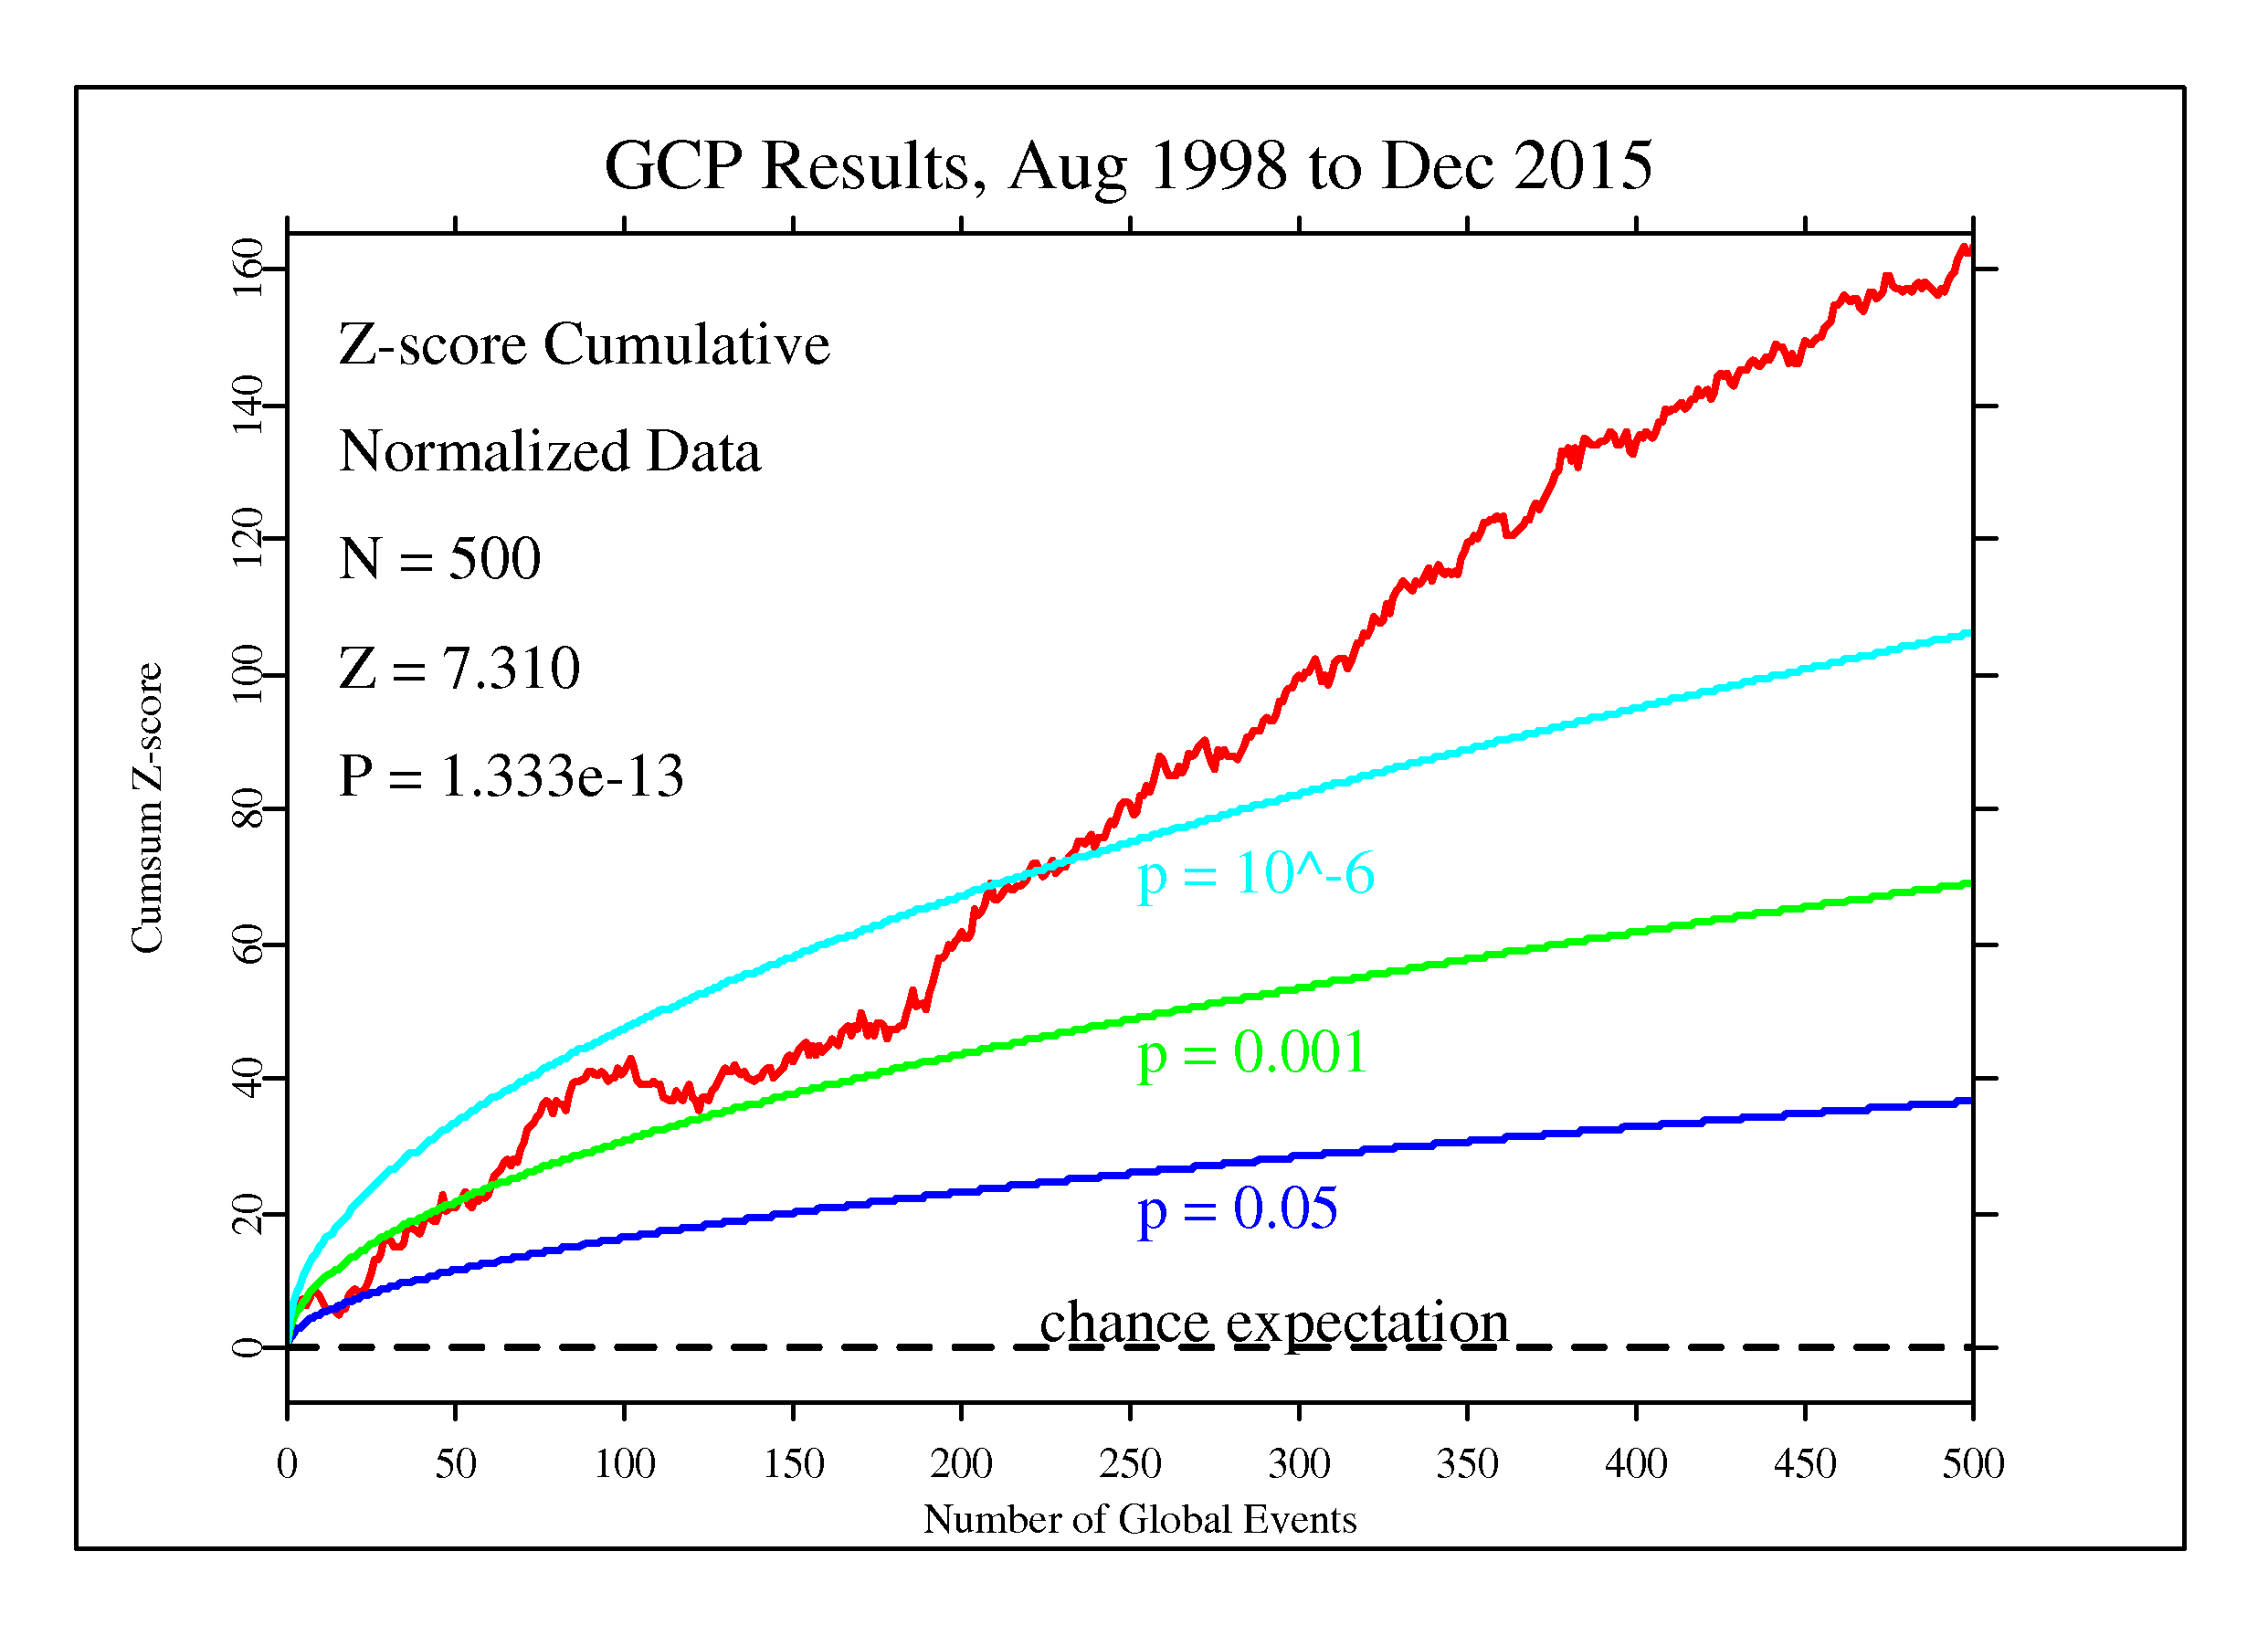 GCP Results, Aug 1998 to Dec 2015
Z-score Cumulative
Normalized Data
N = 500
Z = 7.310
P = 1.333e-13
p = 10^-6
p = 0.001
p = 0.05
chance expectation
Cumsum Z-score
160
140
120
100
80
60
40
20
0
0 50 100 150 200 250 300 350 400 450 500
Number of Global Events